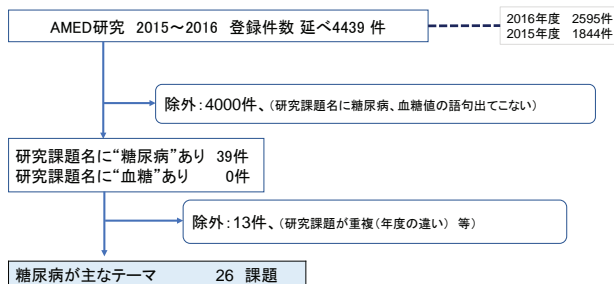 AMED研究 2015～2016 登録件数 延べ4439 件
2016年度 2595件
2015年度 1844件
除外：4000件、（研究課題名に糖尿病、血糖値の語句出てこない）
研究課題名に“糖尿病”あり 39件
研究課題名に“血糖”あり 0件
除外：13件、（研究課題が重複（年度の違い） 等）
糖尿病が主なテーマ 26 課題